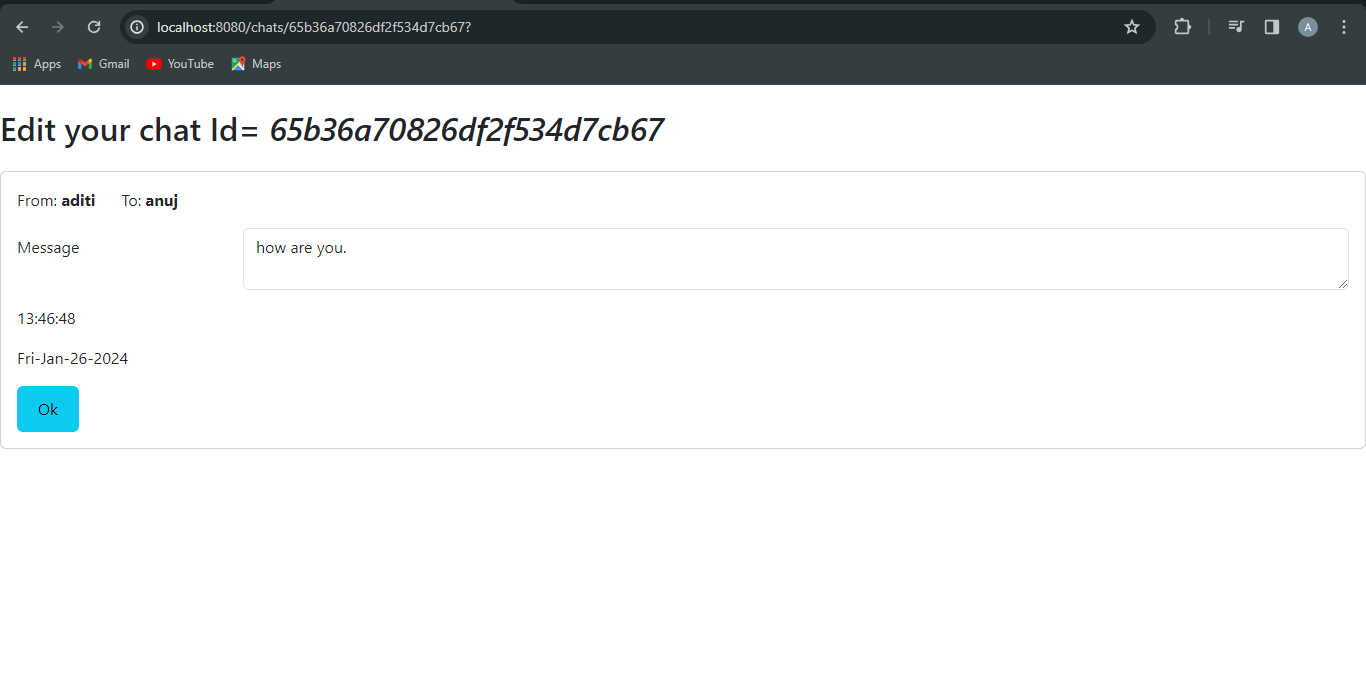 localhost:8080/chats/65b36a70826df2f534d7cb67?
A
Apps Gmail YouTube Maps
Edit your chat Id= 65b36a70826df2f534d7cb67
From: aditi To: anuj
Message how are you.
13:46:48
Fri-Jan-26-2024
Ok